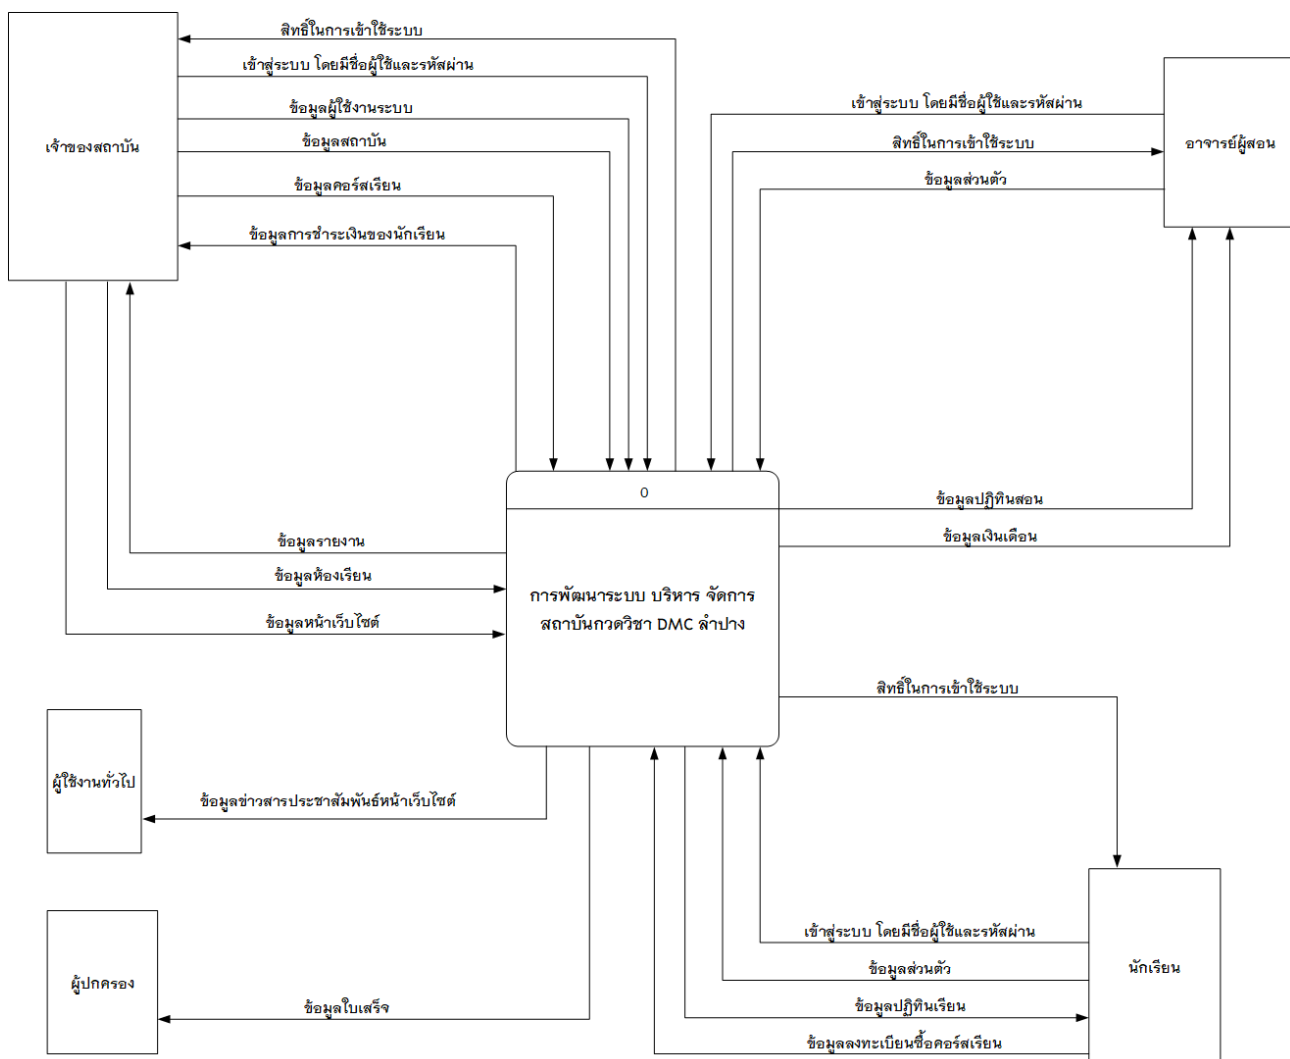 สิทธิ์ในการเข้าใช้ระบบ
เข้าสู่ระบบ โดยมีชื่อผู้ใช้และรหัสผ่าน
ข้อมูลผู้ใช้งานระบบ
ข้อมูลสถาบัน
เจ้าของสถาบัน
ข้อมูลคอร์สเรียน
ข้อมูลการชำระเงินของนักเรียน
เข้าสู่ระบบ โดยมีชื่อผู้ใช้และรหัสผ่าน
สิทธิ์ในการเข้าใช้ระบบ
อาจารย์ผู้สอน
ข้อมูลส่วนตัว
0
ข้อมูลปฏิทินสอน
ข้อมูลเงินเดือน
ข้อมูลรายงาน
ข้อมูลห้องเรียน
ข้อมูลหน้าเว็บไซต์
การพัฒนาระบบ บริหาร จัดการ
สถาบันกวดวิชา DMC ลำปาง
สิทธิ์ในการเข้าใช้ระบบ
ผู้ใช้งานทั่วไป
ข้อมูลข่าวสารประชาสัมพันธ์หน้าเว็บไซต์
ผู้ปกครอง
ข้อมูลใบเสร็จ
เข้าสู่ระบบ โดยมีชื่อผู้ใช้และรหัสผ่าน
ข้อมูลส่วนตัว
นักเรียน
ข้อมูลปฏิทินเรียน
ข้อมูลลงทะเบียนซื้อคอร์สเรียน